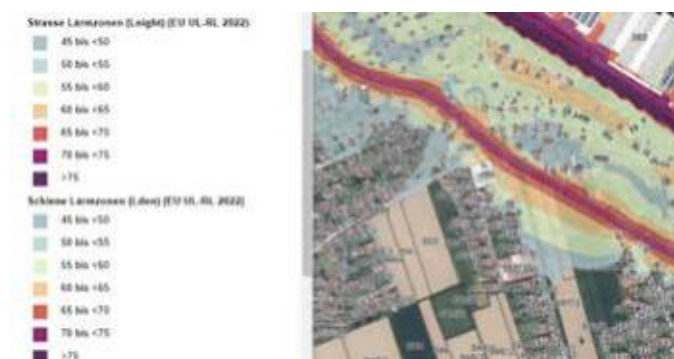 Strasse Lärmzonen (Lnight) (EU UL-RL 2022)
45 bis <50
50 bis <55
55 bis <60
60 bis <65
65 bis <75
70 bis <75
>75
Schiene Lärmzonen (Lden) (EU UL-RL 2022)
45 bis <50
50 bis <55
55 bis <60
60 bis <65
65 bis <70
70 bis <75
>75